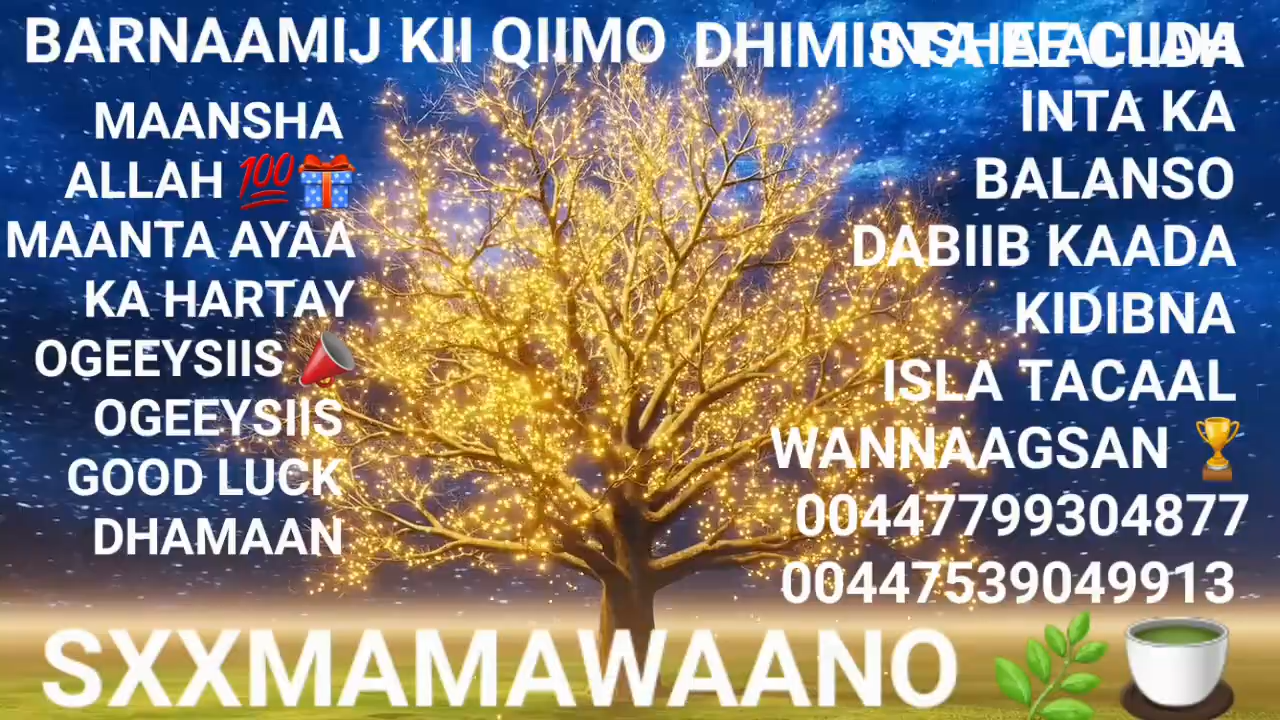 BARNAAMIJ KII QIIMO
MAANSHA
ALLAH 💯🎁
MAANTA AYAA
KA HARTAY
OGEEYSIIS 📣
OGEEYSIIS
GOOD LUCK
DHAMAAN
INTA KA
BALANSO
DABIIB KAADA
KIDIBNA
ISLA TACAAL
WANNAAGSAN 🏆
00447799304877
00447539049913
SXXMAMAWAANO 🌿🍵